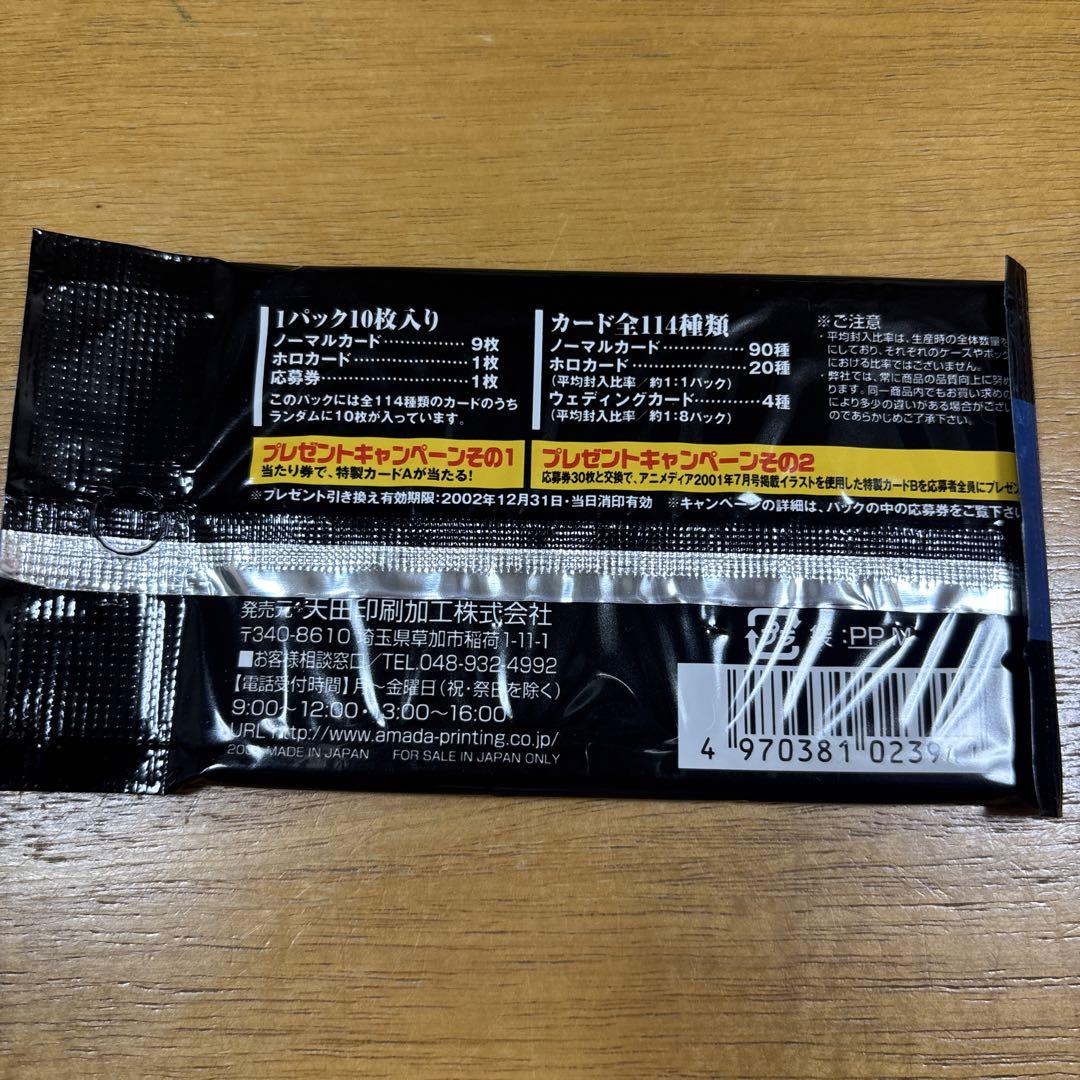 1パック10枚入り
ノーマルカード……………9枚
ホロカード…………………1枚
応募券………………………1枚
このパックには全114種類のカードのうち
ランダムに10枚が入っています。
カード全114種類
ノーマルカード……………90種
ホロカード…………………20種
(平均封入比率/約1:1パック)
ウェディングカード…………4種
(平均封入比率/約1:8パック)
※ご注意
・平均封入比率は、生産時の全体数量を
にしており、それぞれのケースやボック
における比率ではございません。
・弊社では、常に商品の品質向上に努め
ります。同一商品内でもお買い求めの
により多少の違いがある場合がござい
のであらかじめご了承下さい。
プレゼントキャンペーンその1
当たり券で、特製カードAが当たる!
プレゼントキャンペーンその2
応募券30枚と交換で、アニメディア2001年7月号掲載イラストを使用した特製カードBを応募者全員にプレゼン
※プレゼント引き換え有効期限:2002年12月31日・当日消印有効 ※キャンペーンの詳細は、パックの中の応募券をご覧下さい
発売元 田印刷加工株式会社
〒340-8610 埼玉県草加市稲荷1-11-1
■お客様相談窓口/TEL.048-932-4992
【電話受付時間】月~金曜日(祝・祭日を除く)
9:00~12:00・13:00~16:00
URL http://www.amada-printing.co.jp/
MADE IN JAPAN FOR SALE IN JAPAN ONLY
プラ 袋:PP,M
4 970381 0239